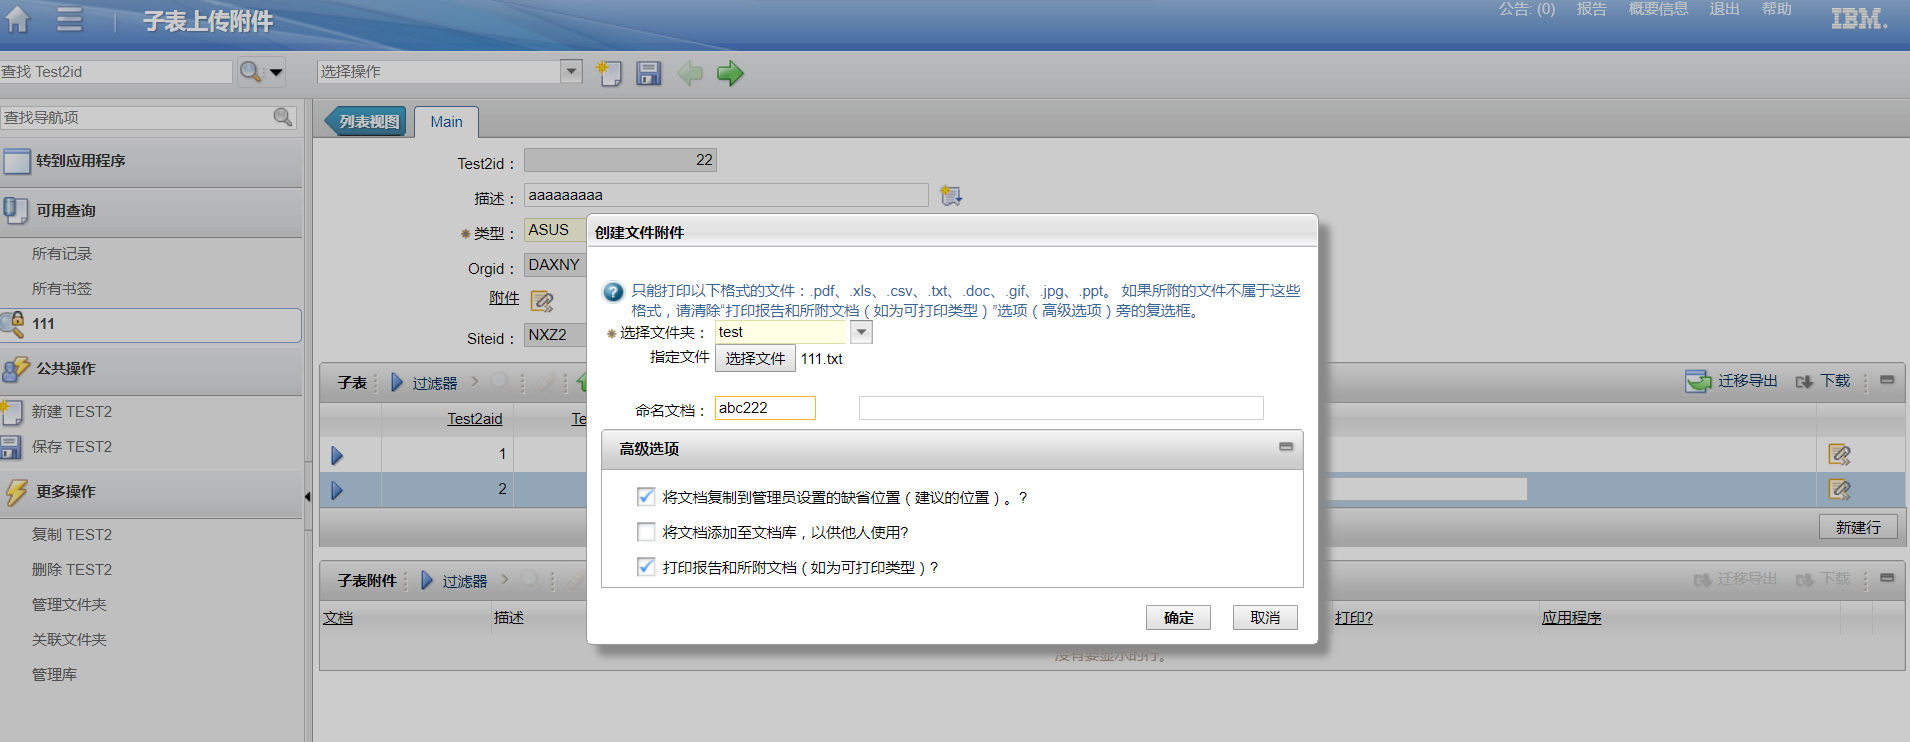 子表上传附件
公告: (0) 报告 概要信息 退出 帮助
IBM.
查找 Test2id
选择操作
查找导航项
转到应用程序
可用查询
所有记录
所有书签
111
公共操作
新建 TEST2
保存 TEST2
更多操作
复制 TEST2
删除 TEST2
管理文件夹
关联文件夹
管理库
列表视图 Main
Test2id： 22
描述： aaaaaaaaa
类型： ASUS
Orgid： DAXNY
附件
Siteid： NXZ2
创建文件附件
只能打印以下格式的文件：.pdf、.xls、.csv、.txt、.doc、.gif、.jpg、.ppt。 如果所附的文件不属于这些
格式，请清除“打印报告和所附文档（如为可打印类型）”选项（高级选项）旁的复选框。
选择文件夹： test
指定文件 选择文件 111.txt
命名文档： abc222
高级选项
将文档复制到管理员设置的缺省位置（建议的位置）。?
将文档添加至文档库，以供他人使用?
打印报告和所附文档（如为可打印类型）?
确定 取消
子表 过滤器 迁移导出 下载
Test2aid Te
1
2
新建行
子表附件 过滤器 迁移导出 下载
文档 描述 打印? 应用程序
没有要显示的行。